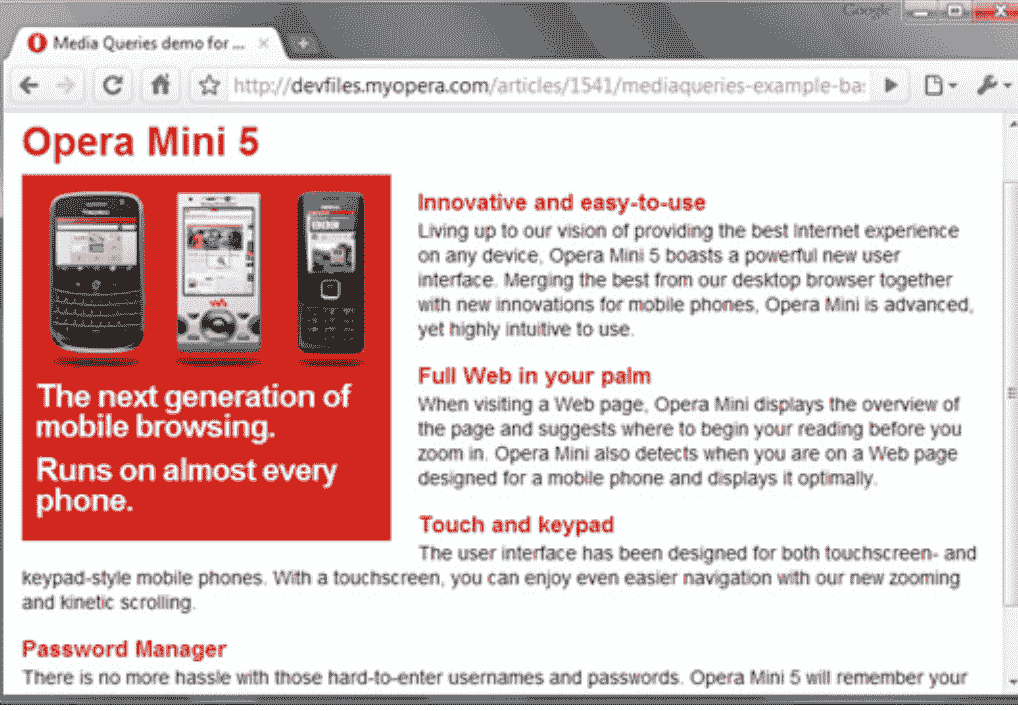 Google
Media Queries demo for ...
http://devfiles.myopera.com/articles/1541/mediaqueries-example-ba
Opera Mini 5
The next generation of
mobile browsing.
Runs on almost every
phone.
Innovative and easy-to-use
Living up to our vision of providing the best Internet experience
on any device, Opera Mini 5 boasts a powerful new user
interface. Merging the best from our desktop browser together
with new innovations for mobile phones, Opera Mini is advanced,
yet highly intuitive to use.
Full Web in your palm
When visiting a Web page, Opera Mini displays the overview of
the page and suggests where to begin your reading before you
zoom in. Opera Mini also detects when you are on a Web page
designed for a mobile phone and displays it optimally.
Touch and keypad
The user interface has been designed for both touchscreen- and
keypad-style mobile phones. With a touchscreen, you can enjoy even easier navigation with our new zooming
and kinetic scrolling.
Password Manager
There is no more hassle with those hard-to-enter usernames and passwords. Opera Mini 5 will remember your